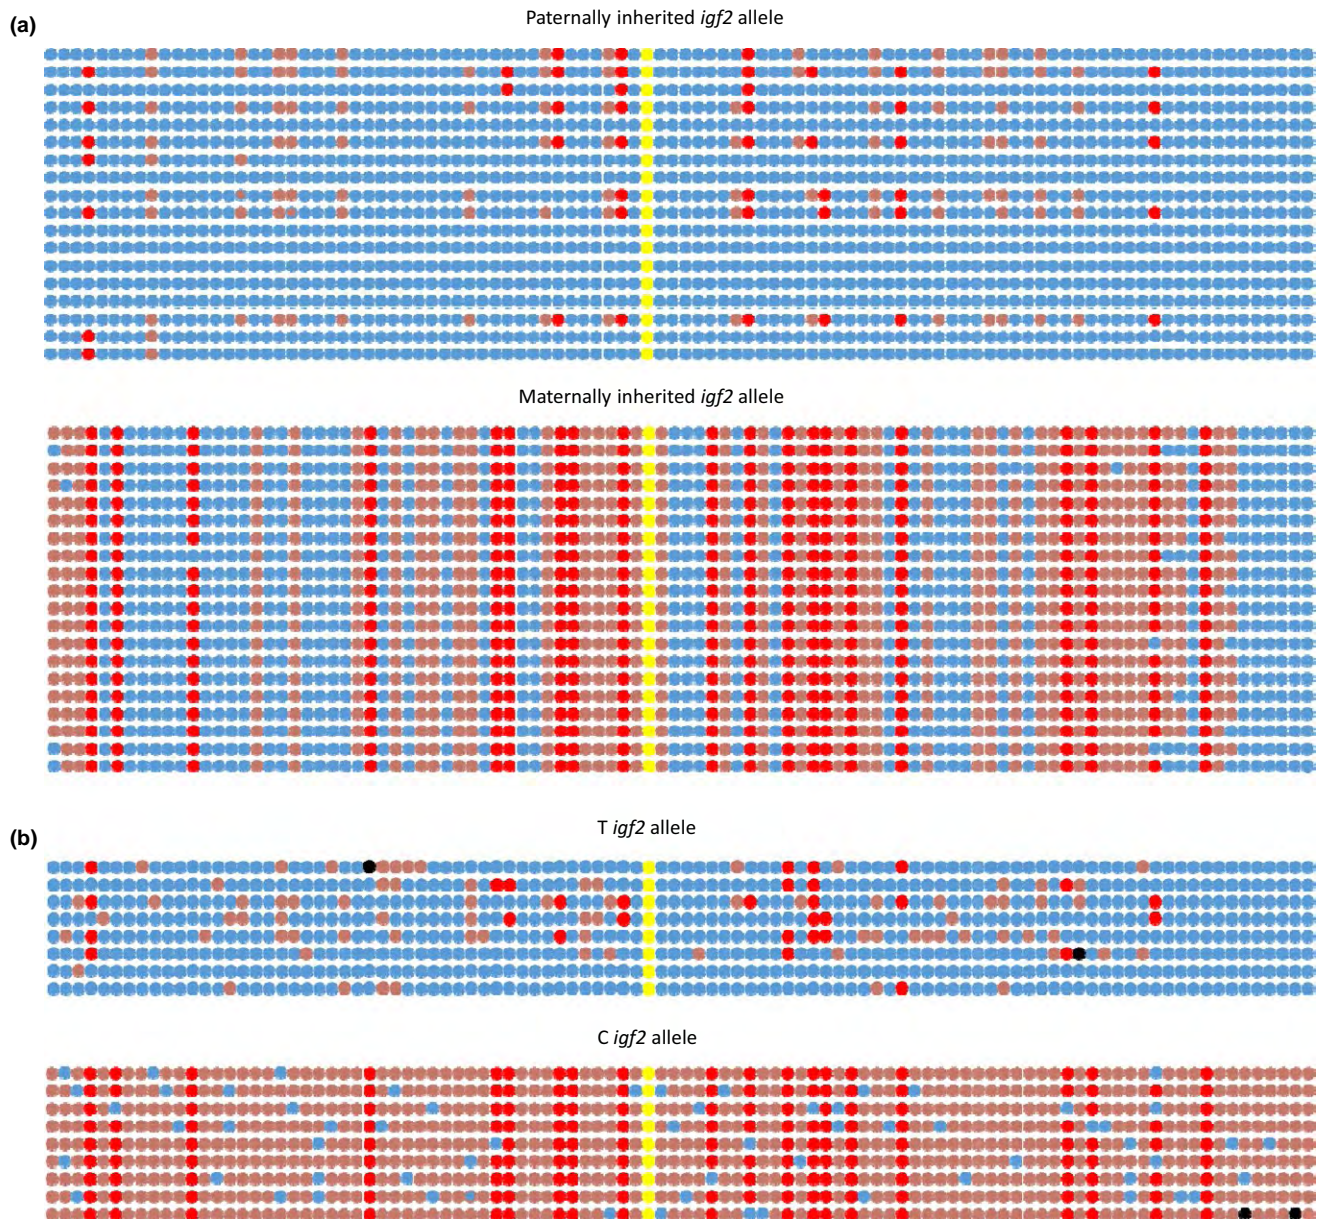 (a)
Paternally inherited igf2 allele
Maternally inherited igf2 allele
(b)
T igf2 allele
C igf2 allele